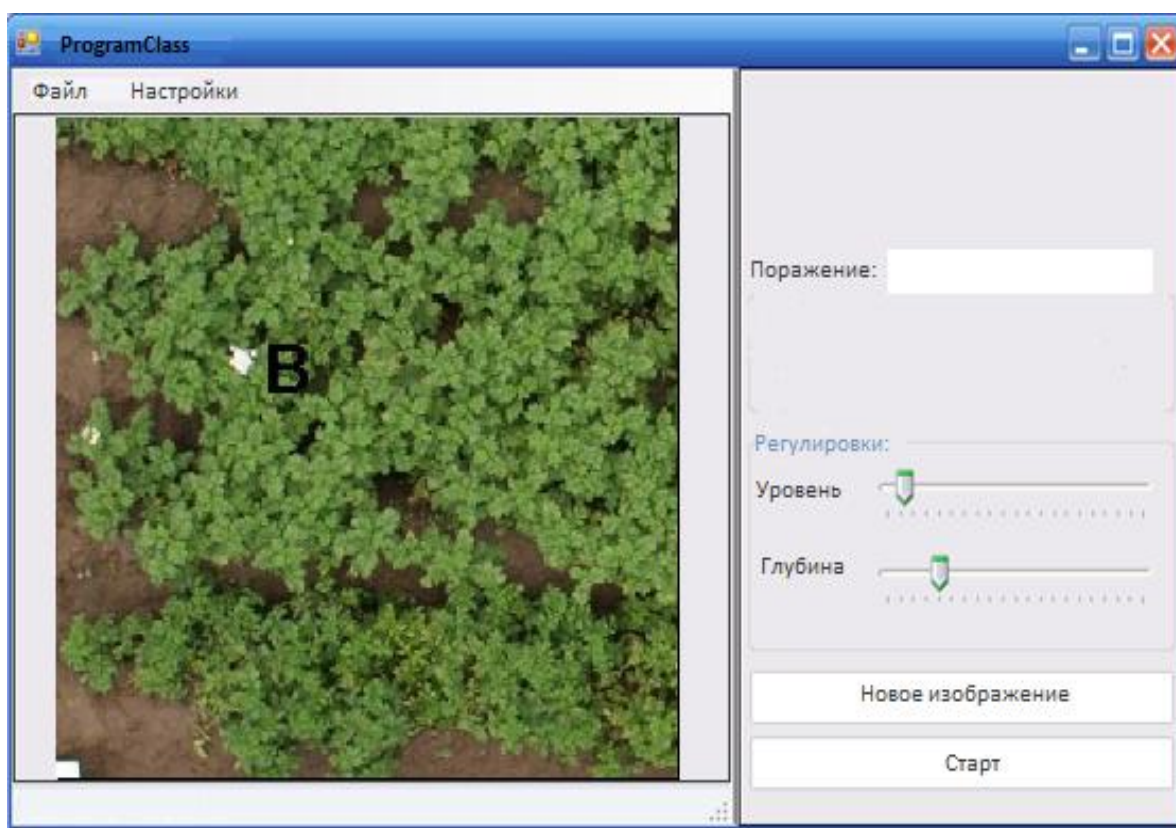 ProgramClass
Файл Настройки
B
Поражение:
Регулировки:
Уровень
Глубина
Новое изображение
Старт